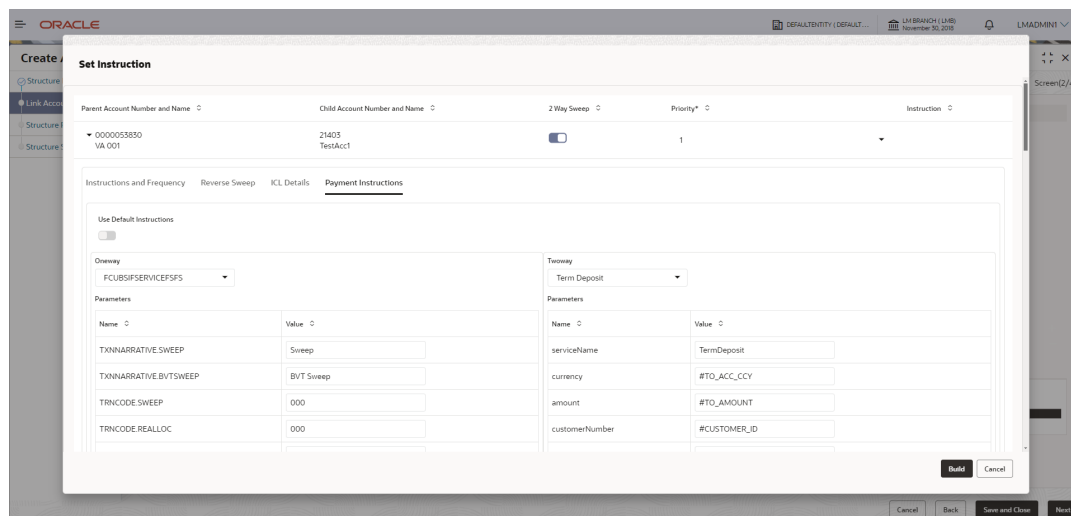 ORACLE
DEFAULTENTITY ( DEFAULT....
LM BRANCH ( LMB)
November 30, 2018
LMADMIN1
Create
Structure
Screen(2/4
Link Accou
Structure
Structure
Set Instruction
Parent Account Number and Name
Child Account Number and Name
2 Way Sweep
Priority*
Instruction
0000053830
VA 001
21403
TestAcc1
1
Instructions and Frequency
Reverse Sweep
ICL Details
Payment Instructions
Use Default Instructions
Oneway
FCUBSIFSERVICEFSFS
Parameters
Name
Value
TXNNARRATIVE.SWEEP
Sweep
TXNNARRATIVE.BVTSWEEP
BVT Sweep
TRNCODE.SWEEP
000
TRNCODE.REALLOC
000
Twoway
Term Deposit
Parameters
Name
Value
serviceName
TermDeposit
currency
#TO_ACC_CCY
amount
#TO_AMOUNT
customerNumber
#CUSTOMER_ID
Build
Cancel
Cancel
Back
Save and Close
Next